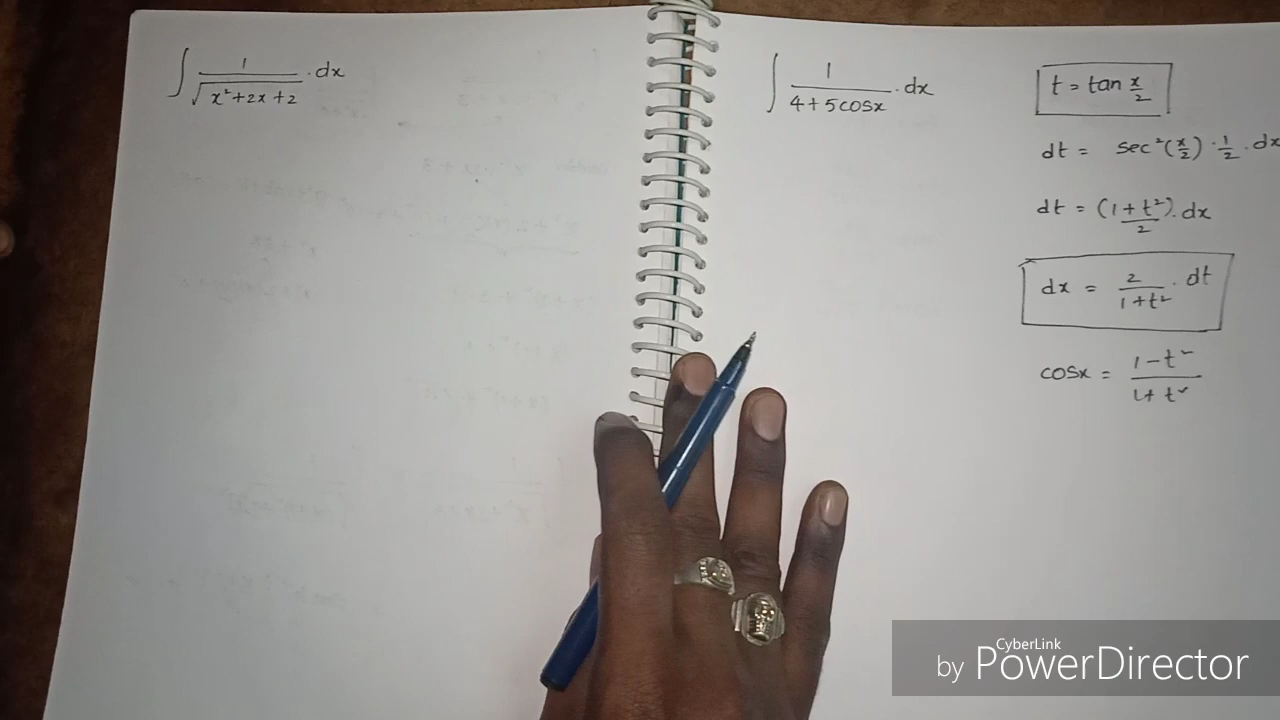 ∫ 1/√(x²+2x+2) . dx
∫ 1/(4+5cosx) . dx
t = tan x/2
dt = sec²(x/2) . 1/2 . dx
dt = (1+t²)/2 . dx
dx = 2/(1+t²) . dt
cosx = (1-t²)/(1+t²)
CyberLink
by PowerDirector